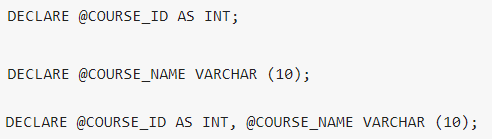 DECLARE @COURSE_ID AS INT;
DECLARE @COURSE_NAME VARCHAR (10);
DECLARE @COURSE_ID AS INT, @COURSE_NAME VARCHAR (10);